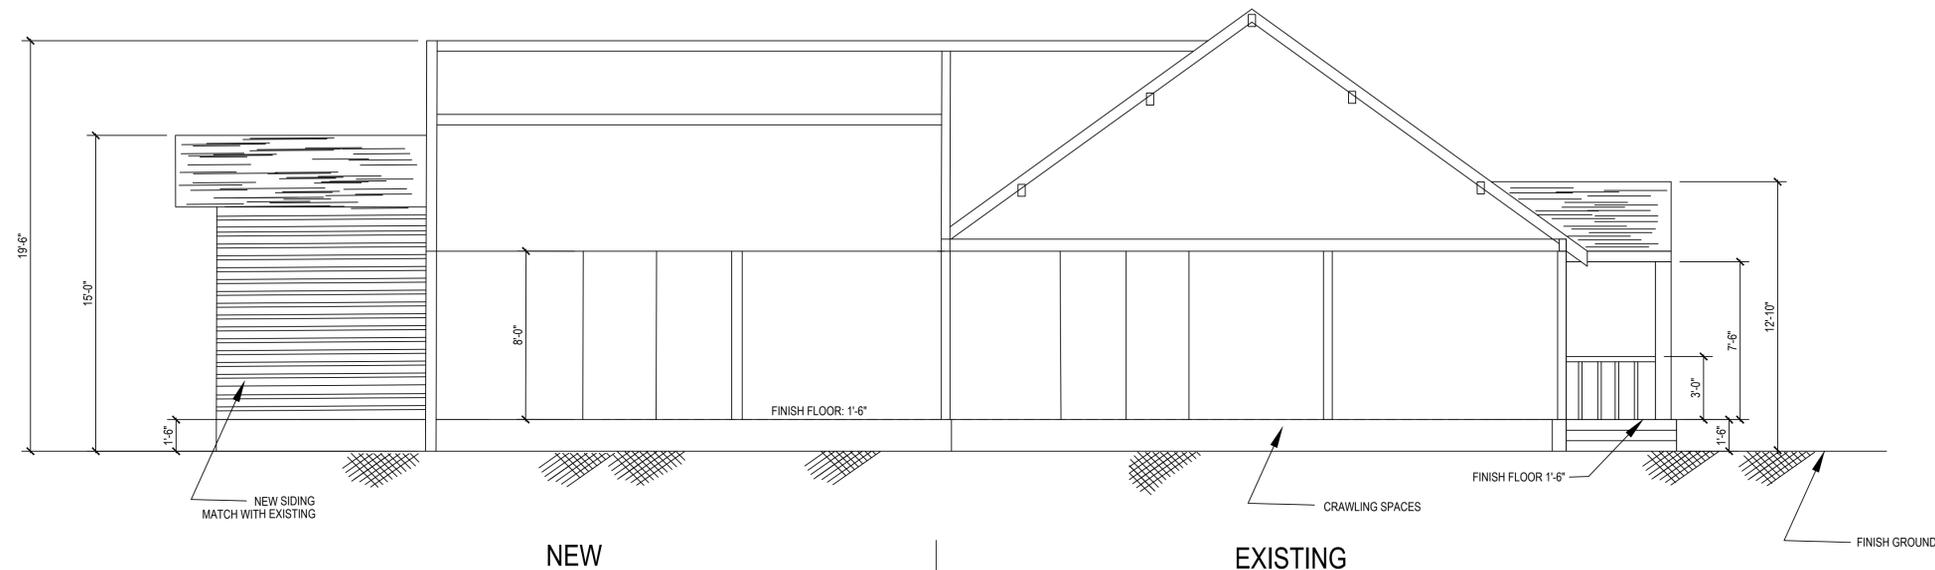 19'-6"
15'-0"
1'-6"
8'-0"
FINISH FLOOR: 1'-6"
12'-10"
7'-6"
3'-0"
1'-6"
FINISH FLOOR 1'-6"
NEW SIDING
MATCH WITH EXISTING
CRAWLING SPACES
FINISH GROUND
NEW
EXISTING